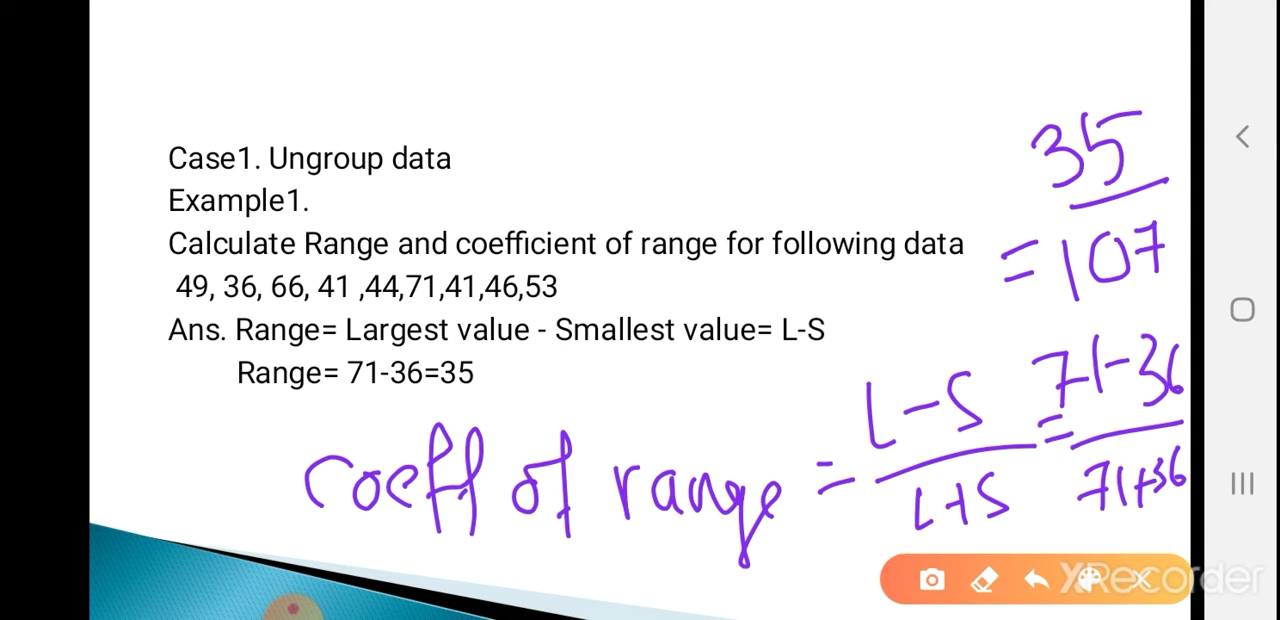 Case1. Ungroup data
Example1.
Calculate Range and coefficient of range for following data
49, 36, 66, 41 ,44,71,41,46,53
Ans. Range= Largest value - Smallest value= L-S
Range= 71-36=35
coeff of range = L-S / L+S = 71-36 / 71+36
= 35 / 107
XRecorder